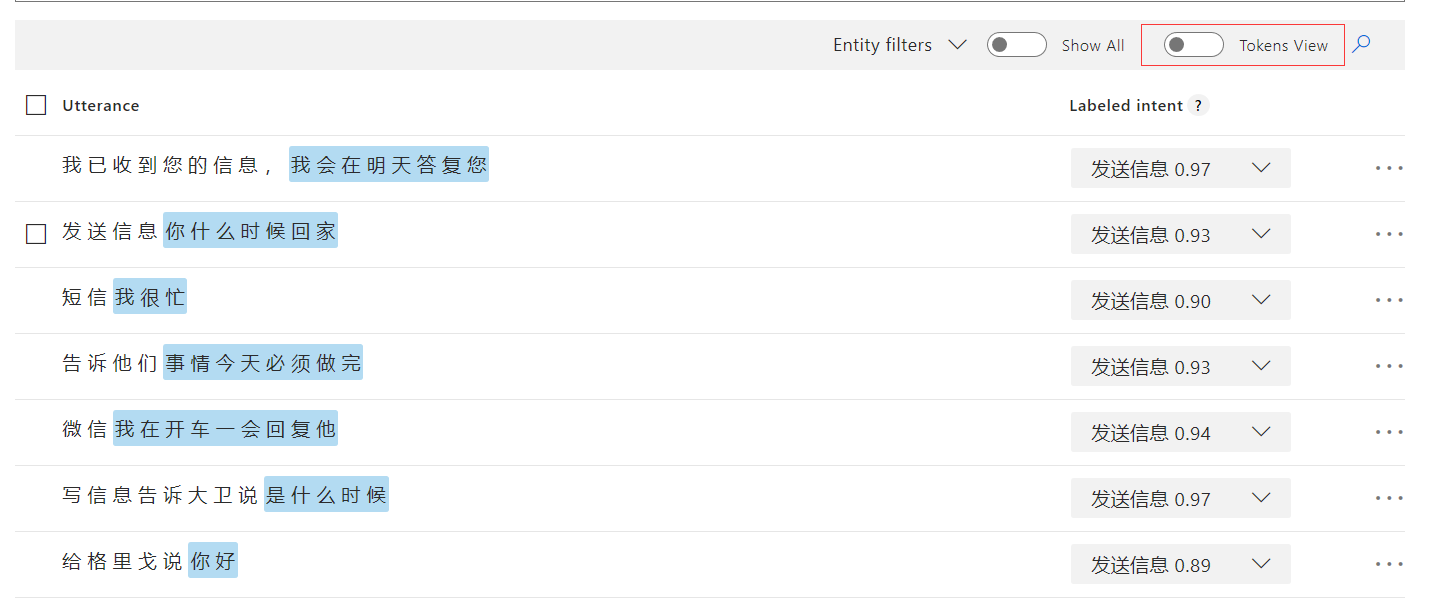 Entity filters Show All Tokens View
Utterance Labeled intent ?
我已收到您的信息，我会在明天答复您 发送信息 0.97
发送信息你什么时候回家 发送信息 0.93
短信我很忙 发送信息 0.90
告诉他们事情今天必须做完 发送信息 0.93
微信我在开车一会回复他 发送信息 0.94
写信息告诉大卫说是什么时候 发送信息 0.97
给格里戈说你好 发送信息 0.89